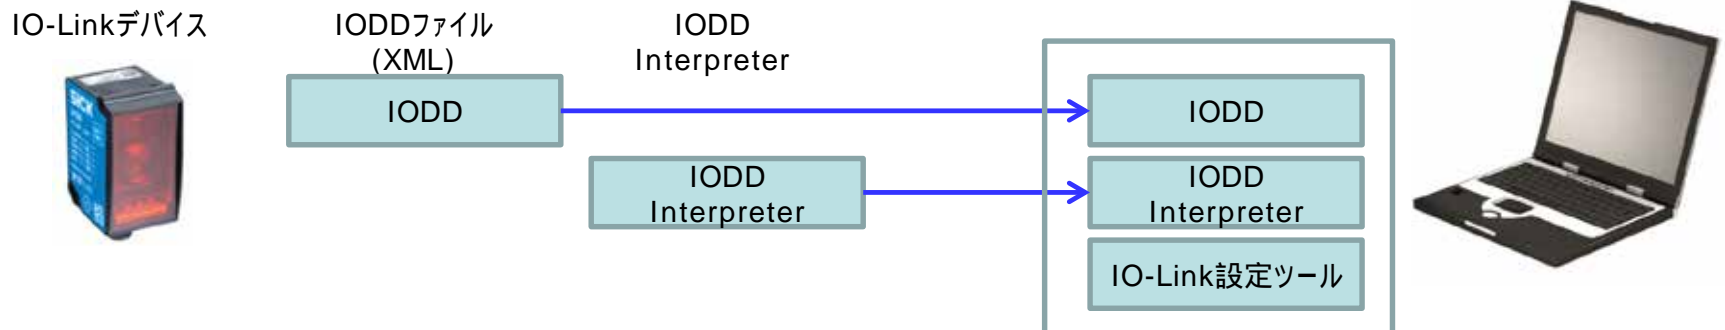 IO-Linkデバイス
IODDファイル
(XML)
IODD
Interpreter
IODD
IODD
IODD
Interpreter
IODD
Interpreter
IO-Link設定ツール
SICK